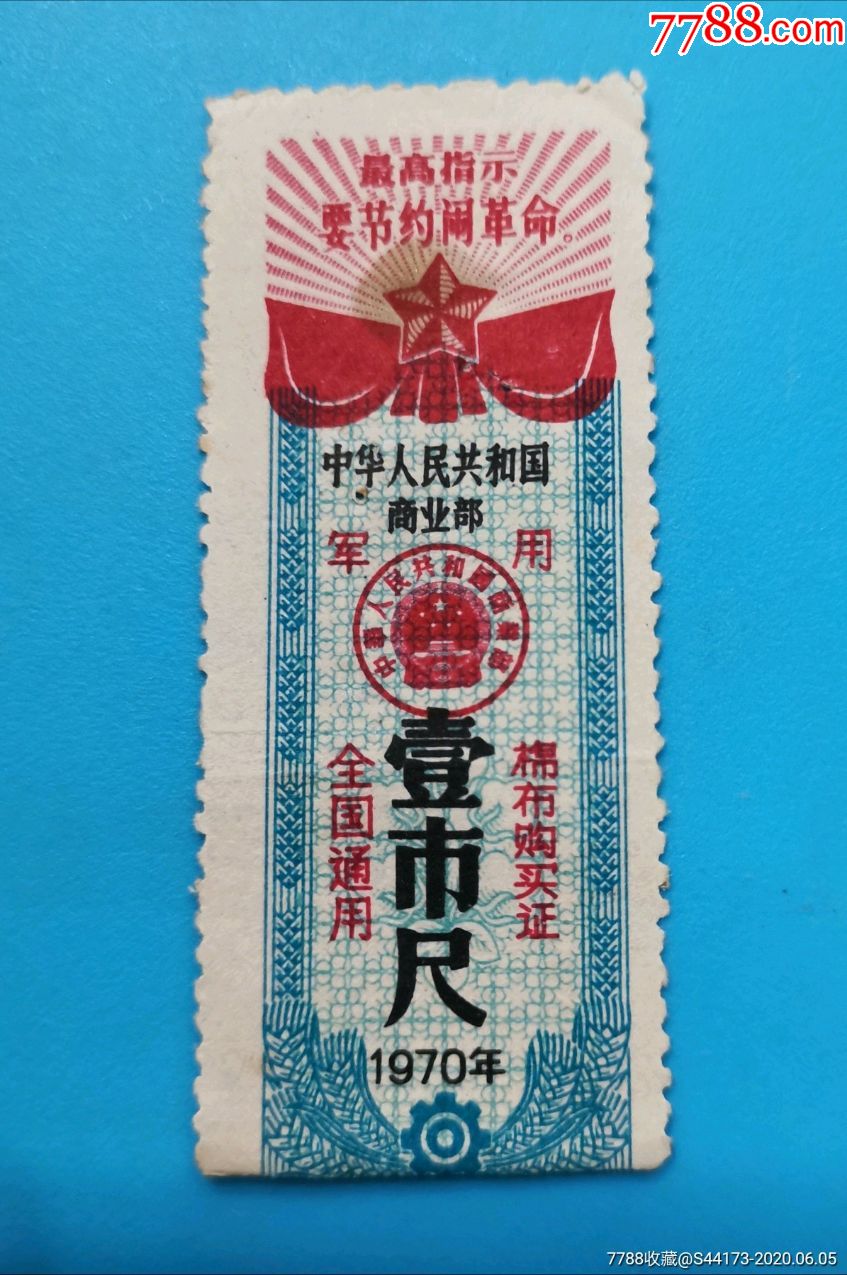 7788.com
最高指示
要节约闹革命。
中华人民共和国
商业部
军用
中华人民共和国商业部
壹市尺
棉布购买证
全国通用
1970年
7788收藏@S44173-2020.06.05